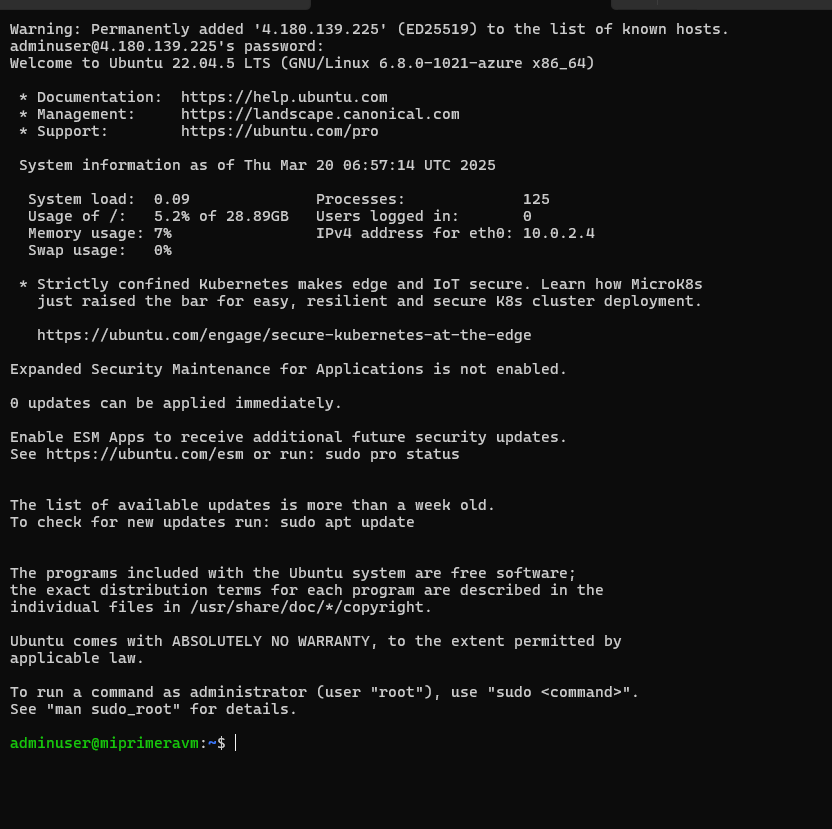 Warning: Permanently added '4.180.139.225' (ED25519) to the list of known hosts.
adminuser@4.180.139.225's password:
Welcome to Ubuntu 22.04.5 LTS (GNU/Linux 6.8.0-1021-azure x86_64)

 * Documentation:  https://help.ubuntu.com
 * Management:     https://landscape.canonical.com
 * Support:        https://ubuntu.com/pro

 System information as of Thu Mar 20 06:57:14 UTC 2025

  System load:  0.09              Processes:             125
  Usage of /:   5.2% of 28.89GB   Users logged in:       0
  Memory usage: 7%                IPv4 address for eth0: 10.0.2.4
  Swap usage:   0%

 * Strictly confined Kubernetes makes edge and IoT secure. Learn how MicroK8s
   just raised the bar for easy, resilient and secure K8s cluster deployment.

   https://ubuntu.com/engage/secure-kubernetes-at-the-edge

Expanded Security Maintenance for Applications is not enabled.

0 updates can be applied immediately.

Enable ESM Apps to receive additional future security updates.
See https://ubuntu.com/esm or run: sudo pro status


The list of available updates is more than a week old.
To check for new updates run: sudo apt update


The programs included with the Ubuntu system are free software;
the exact distribution terms for each program are described in the
individual files in /usr/share/doc/*/copyright.

Ubuntu comes with ABSOLUTELY NO WARRANTY, to the extent permitted by
applicable law.

To run a command as administrator (user "root"), use "sudo <command>".
See "man sudo_root" for details.

adminuser@miprimeravm:~$